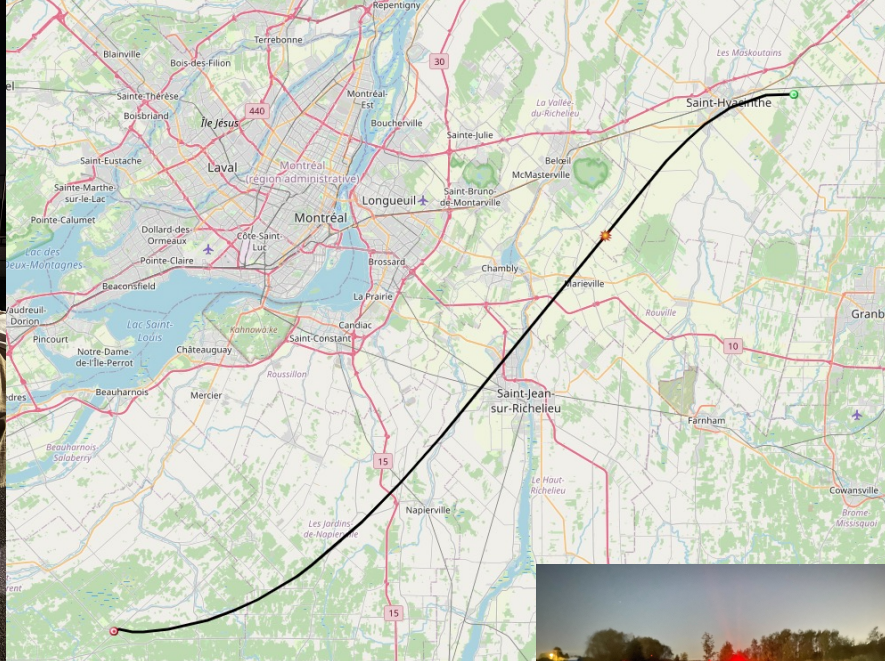 Repentigny
Terrebonne
Blainville
Bois-des-Filion
Les Maskoutains
30
Sainte-Thérèse
Boisbriand
Montréal-
Est
440
Île Jésus
La Vallée-
du-Richelieu
Saint-Hyacinthe
Boucherville
Sainte-Julie
Saint-Eustache
Laval
Montréal
(région administrative)
Belœil
McMasterville
Sainte-Marthe-
sur-le-Lac
Longueuil
Saint-Bruno-
de-Montarville
Pointe-Calumet
Montréal
Dollard-des-
Ormeaux
Côte-Saint-
Luc
Lac des
Deux-Montagnes
Pointe-Claire
Brossard
Chambly
Beaconsfield
Marieville
La Prairie
Vaudreuil-
Dorion
Lac Saint-
Louis
Kahnawake
Candiac
Saint-Constant
Rouville
Granb
Pincourt
Notre-Dame-
de-l'Île-Perrot
Châteauguay
10
Roussillon
Beauharnois
Mercier
Saint-Jean-
sur-Richelieu
Farnham
Beauharnois-
Salaberry
15
Le Haut-
Richelieu
Cowansville
Napierville
Brome-
Missisquoi
Les Jardins-
de-Napierville
15